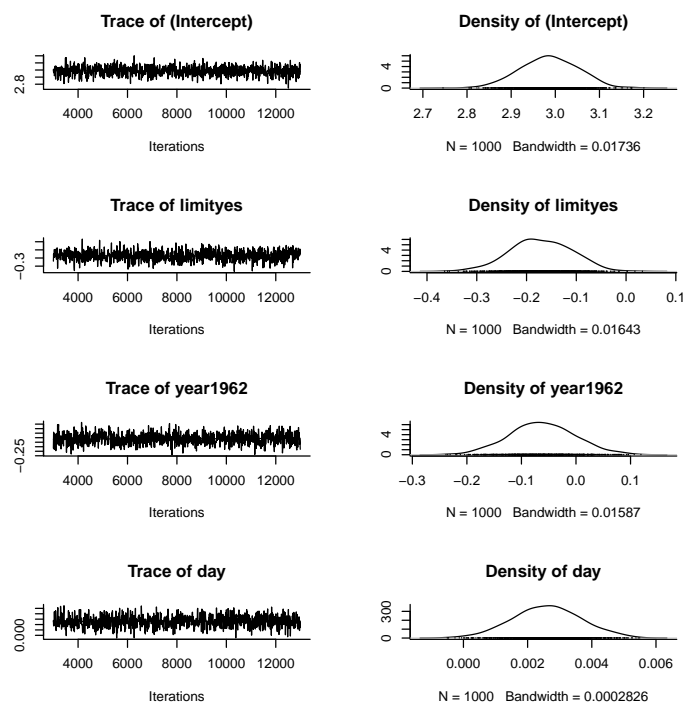 Trace of (Intercept)
2.8
4000 6000 8000 10000 12000
Iterations
Density of (Intercept)
0 4
2.7 2.8 2.9 3.0 3.1 3.2
N = 1000 Bandwidth = 0.01736
Trace of limityes
−0.3
4000 6000 8000 10000 12000
Iterations
Density of limityes
0 4
−0.4 −0.3 −0.2 −0.1 0.0 0.1
N = 1000 Bandwidth = 0.01643
Trace of year1962
−0.25
4000 6000 8000 10000 12000
Iterations
Density of year1962
0 4
−0.3 −0.2 −0.1 0.0 0.1
N = 1000 Bandwidth = 0.01587
Trace of day
0.000
4000 6000 8000 10000 12000
Iterations
Density of day
0 300
0.000 0.002 0.004 0.006
N = 1000 Bandwidth = 0.0002826